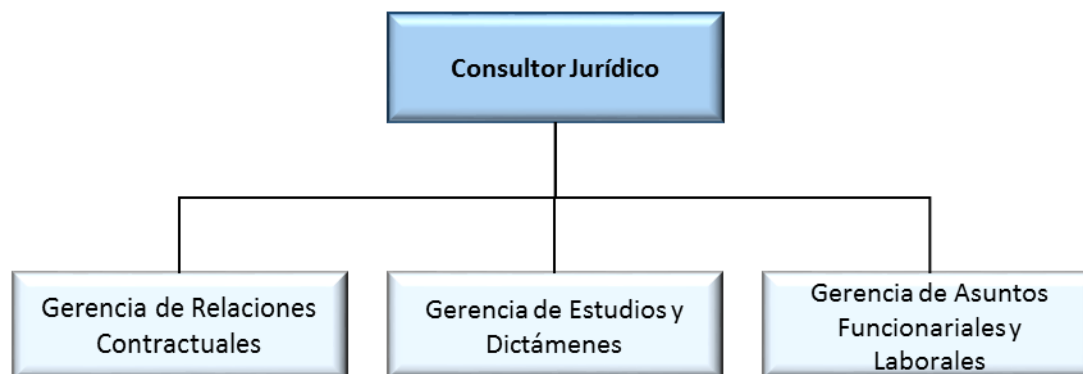 Consultor Jurídico
Gerencia de Relaciones
Contractuales
Gerencia de Estudios y
Dictámenes
Gerencia de Asuntos
Funcionariales y
Laborales